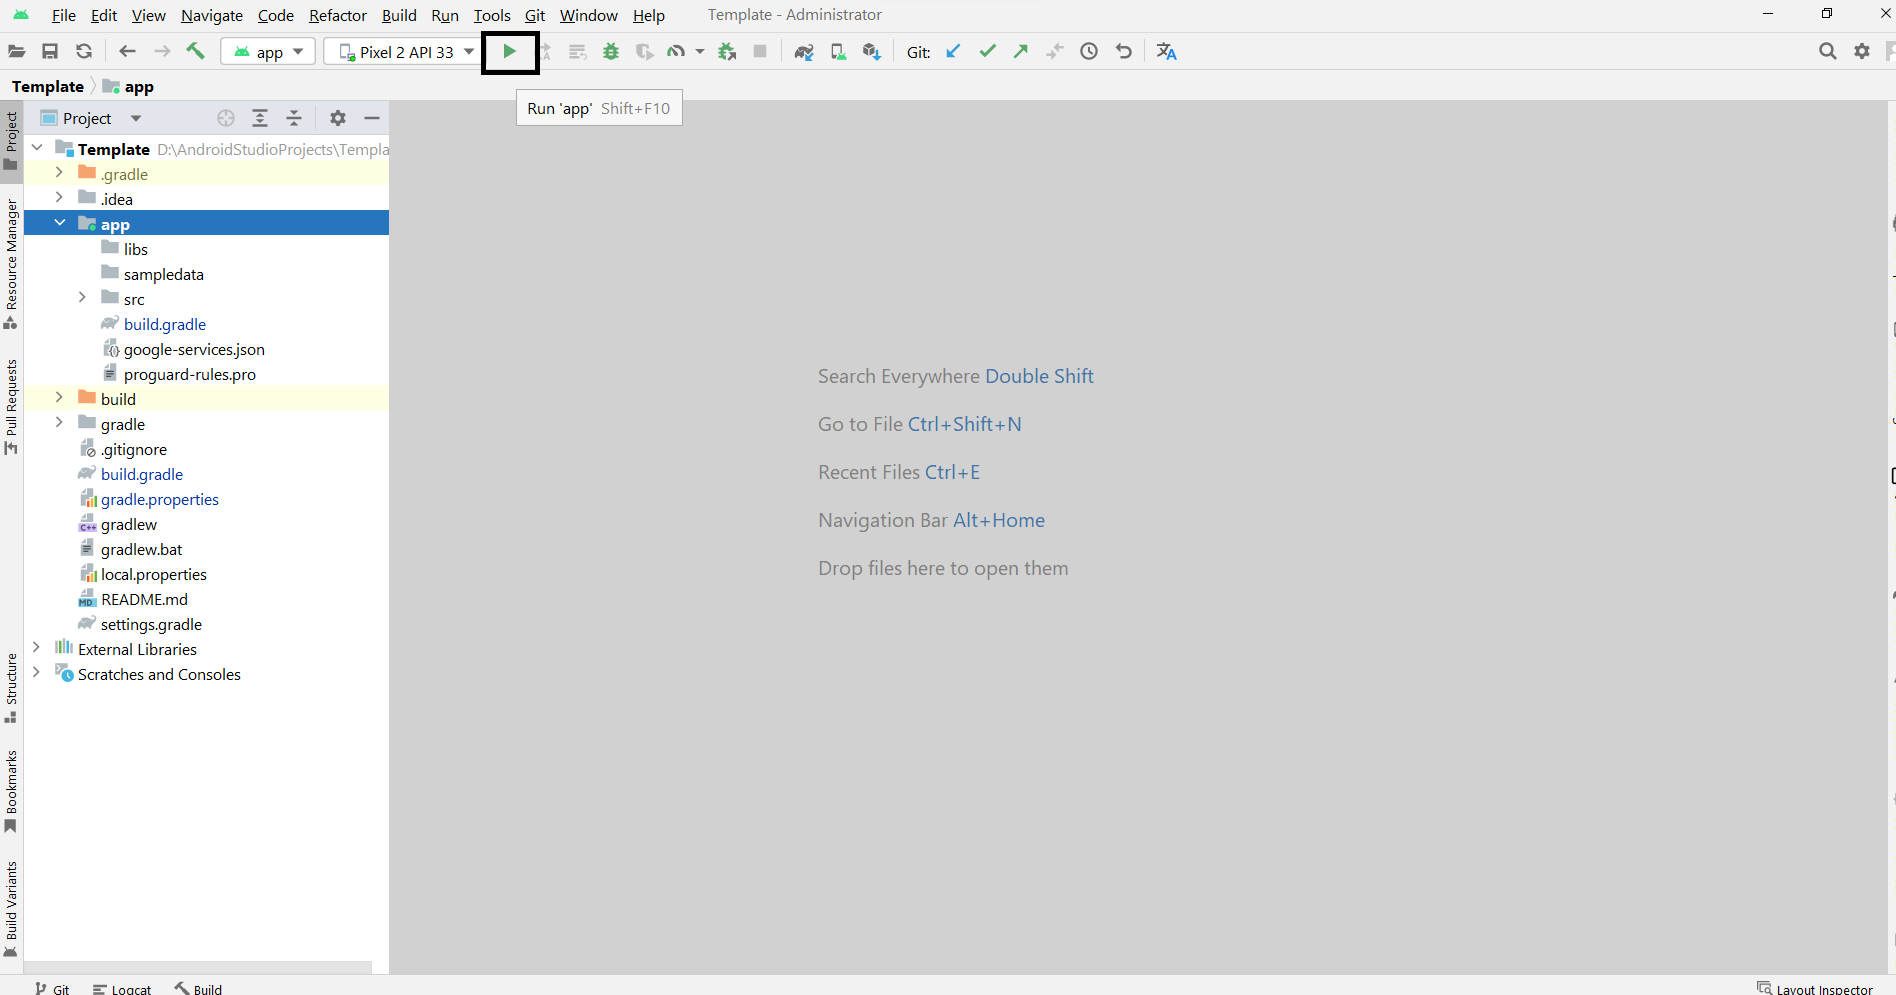 File Edit View Navigate Code Refactor Build Run Tools Git Window Help Template - Administrator
app Pixel 2 API 33 Git:
Template app
Run 'app' Shift+F10
Project
Template D:\AndroidStudioProjects\Templa
.gradle
.idea
app
libs
sampledata
src
build.gradle
google-services.json
proguard-rules.pro
build
gradle
.gitignore
build.gradle
gradle.properties
C++ gradlew
gradlew.bat
local.properties
MD README.md
settings.gradle
External Libraries
Scratches and Consoles
Project
Resource Manager
Pull Requests
Structure
Bookmarks
Build Variants
Search Everywhere Double Shift
Go to File Ctrl+Shift+N
Recent Files Ctrl+E
Navigation Bar Alt+Home
Drop files here to open them
Git Logcat Build Layout Inspector